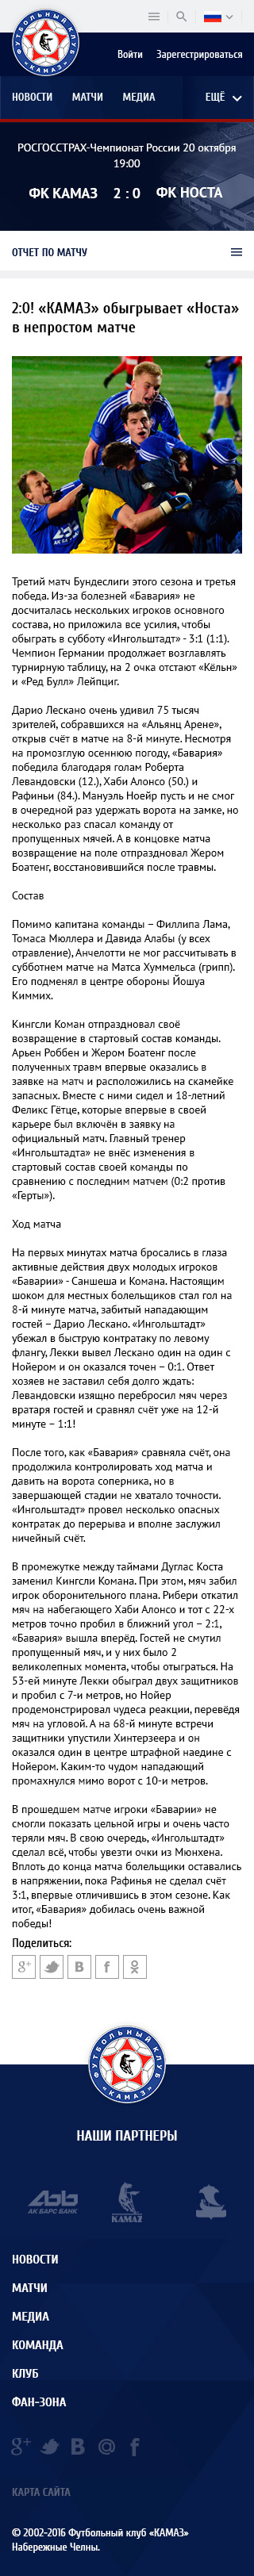 ФУТБОЛЬНЫЙ КЛУБ
КАМАЗ
Войти Зарегестрироваться
НОВОСТИ МАТЧИ МЕДИА ЕЩЁ
РОСГОССТРАХ-Чемпионат России 20 октября
19:00
ФК КАМАЗ 2 : 0 ФК НОСТА
ОТЧЕТ ПО МАТЧУ
2:0! «КАМАЗ» обыгрывает «Носта»
в непростом матче
Третий матч Бундеслиги этого сезона и третья
победа. Из-за болезней «Бавария» не
досчиталась нескольких игроков основного
состава, но приложила все усилия, чтобы
обыграть в субботу «Ингольштадт» - 3:1 (1:1).
Чемпион Германии продолжает возглавлять
турнирную таблицу, на 2 очка отстают «Кёльн»
и «Ред Булл» Лейпциг.
Дарио Лескано очень удивил 75 тысяч
зрителей, собравшихся на «Альянц Арене»,
открыв счёт в матче на 8-й минуте. Несмотря
на промозглую осеннюю погоду, «Бавария»
победила благодаря голам Роберта
Левандовски (12.), Хаби Алонсо (50.) и
Рафиньи (84.). Мануэль Ноейр пусть и не смог
в очередной раз удержать ворота на замке, но
несколько раз спасал команду от
пропущенных мячей. А в концовке матча
возвращение на поле отпраздновал Жером
Боатенг, восстановившийся после травмы.
Состав
Помимо капитана команды – Филлипа Лама,
Томаса Мюллера и Давида Алабы (у всех
отравление), Анчелотти не мог рассчитывать в
субботнем матче на Матса Хуммельса (грипп).
Его подменял в центре обороны Йошуа
Киммих.
Кингсли Коман отпраздновал своё
возвращение в стартовый состав команды.
Арьен Роббен и Жером Боатенг после
полученных травм впервые оказались в
заявке на матч и расположились на скамейке
запасных. Вместе с ними сидел и 18-летний
Феликс Гётце, которые впервые в своей
карьере был включён в заявку на
официальный матч. Главный тренер
«Ингольштадта» не внёс изменения в
стартовый состав своей команды по
сравнению с последним матчем (0:2 против
«Герты»).
Ход матча
На первых минутах матча бросались в глаза
активные действия двух молодых игроков
«Баварии» - Саншеша и Комана. Настоящим
шоком для местных болельщиков стал гол на
8-й минуте матча, забитый нападающим
гостей – Дарио Лескано. «Ингольштадт»
убежал в быструю контратаку по левому
флангу, Лекки вывел Лескано один на один с
Нойером и он оказался точен – 0:1. Ответ
хозяев не заставил себя долго ждать:
Левандовски изящно перебросил мяч через
вратаря гостей и сравнял счёт уже на 12-й
минуте – 1:1!
После того, как «Бавария» сравняла счёт, она
продолжила контролировать ход матча и
давить на ворота соперника, но в
завершающей стадии не хватало точности.
«Ингольштадт» провел несколько опасных
контратак до перерыва и вполне заслужил
ничейный счёт.
В промежутке между таймами Дуглас Коста
заменил Кингсли Комана. При этом, мяч забил
игрок оборонительного плана. Рибери откатил
мяч на набегающего Хаби Алонсо и тот с 22-х
метров точно пробил в ближний угол – 2:1,
«Бавария» вышла вперёд. Гостей не смутил
пропущенный мяч, и у них было 2
великолепных момента, чтобы отыграться. На
53-ей минуте Лекки обыграл двух защитников
и пробил с 7-и метров, но Нойер
продемонстрировал чудеса реакции, перевёдя
мяч на угловой. А на 68-й минуте встречи
защитники упустили Хинтерзеера и он
оказался один в центре штрафной наедине с
Нойером. Каким-то чудом нападающий
промахнулся мимо ворот с 10-и метров.
В прошедшем матче игроки «Баварии» не
смогли показать цельной игры и очень часто
теряли мяч. В свою очередь, «Ингольштадт»
сделал всё, чтобы увезти очки из Мюнхена.
Вплоть до конца матча болельщики оставались
в напряжении, пока Рафинья не сделал счёт
3:1, впервые отличившись в этом сезоне. Как
итог, «Бавария» добилась очень важной
победы!
Поделиться:
ФУТБОЛЬНЫЙ КЛУБ
КАМАЗ
НАШИ ПАРТНЕРЫ
АК БАРС БАНК
KAMAZ
НОВОСТИ
МАТЧИ
МЕДИА
КОМАНДА
КЛУБ
ФАН-ЗОНА
КАРТА САЙТА
© 2002-2016 Футбольный клуб «КАМАЗ»
Набережные Челны.